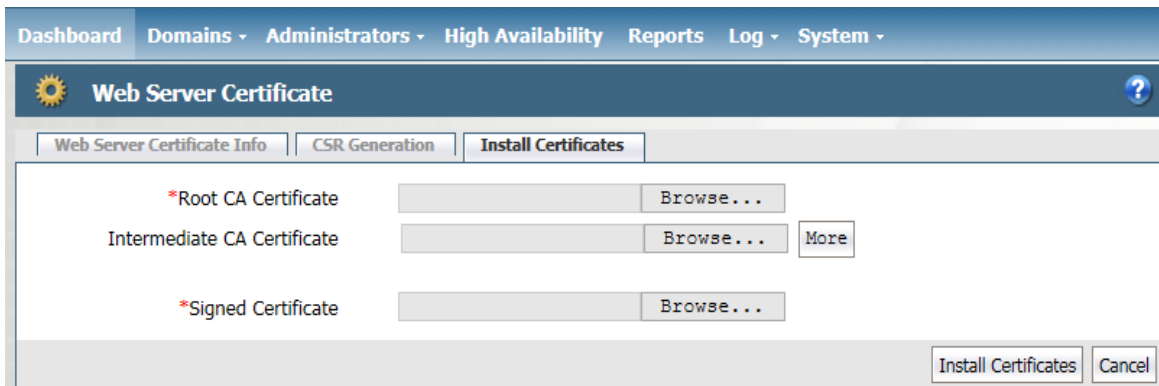 Dashboard Domains Administrators High Availability Reports Log System
Web Server Certificate ?
Web Server Certificate Info CSR Generation Install Certificates
*Root CA Certificate Browse...
Intermediate CA Certificate Browse... More
*Signed Certificate Browse...
Install Certificates Cancel